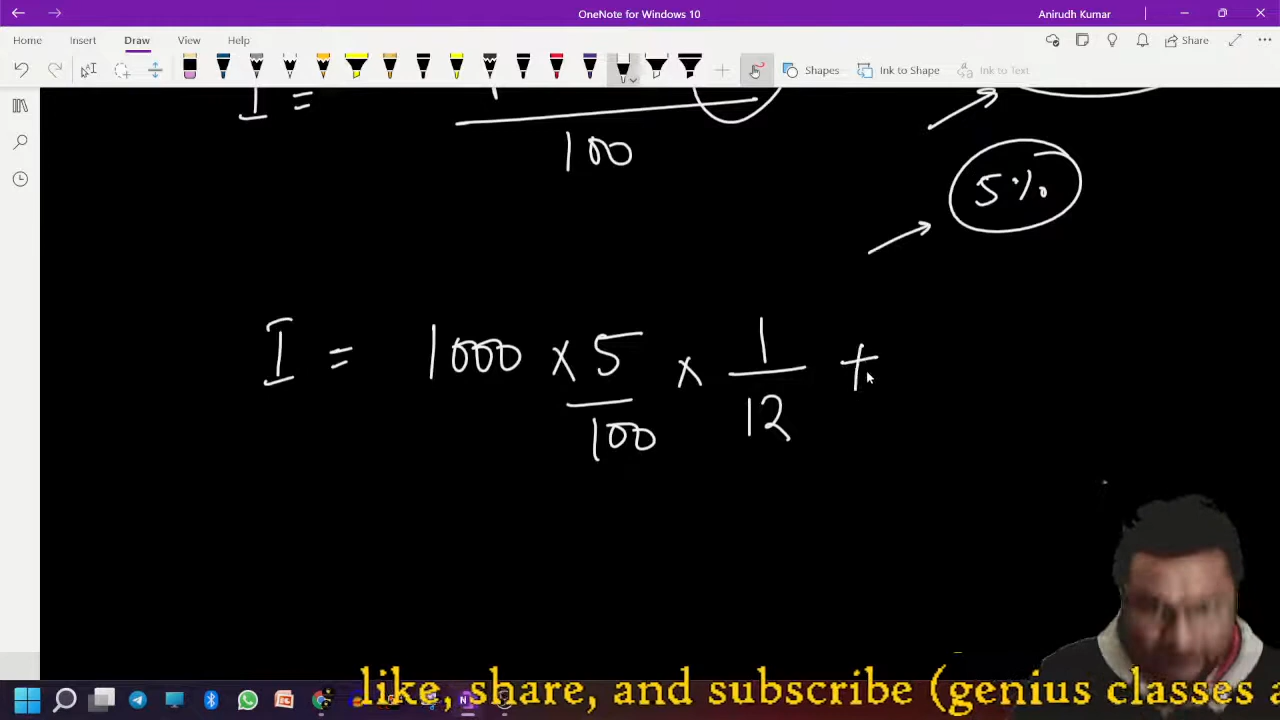 OneNote for Windows 10
Anirudh Kumar
Home Insert Draw View Help
Share
Shapes Ink to Shape Ink to Text
I =
100
5%
I = 1000 × 5/100 × 1/12 +
like, share, and subscribe (genius classes a